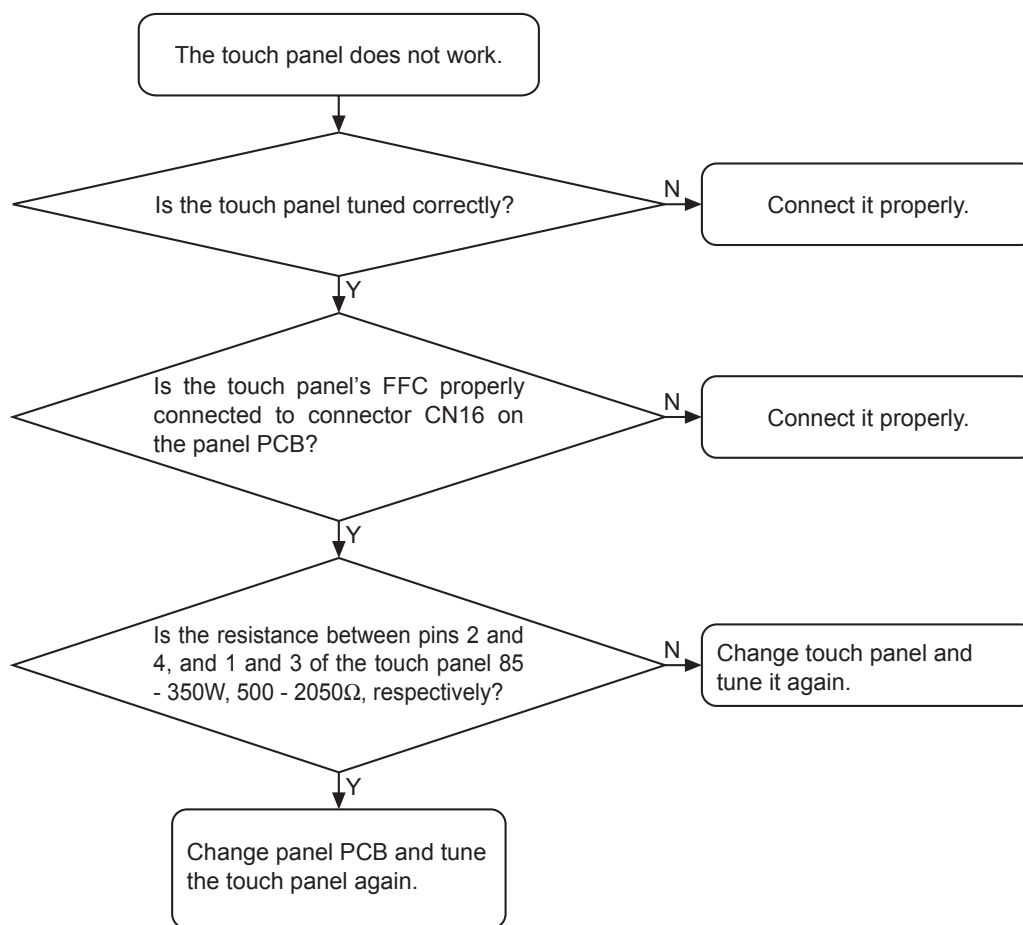 The touch panel does not work.
Is the touch panel tuned correctly?
N
Connect it properly.
Y
Is the touch panel's FFC properly
connected to connector CN16 on
the panel PCB?
N
Connect it properly.
Y
Is the resistance between pins 2 and
4, and 1 and 3 of the touch panel 85
- 350W, 500 - 2050Ω, respectively?
N
Change touch panel and
tune it again.
Y
Change panel PCB and tune
the touch panel again.